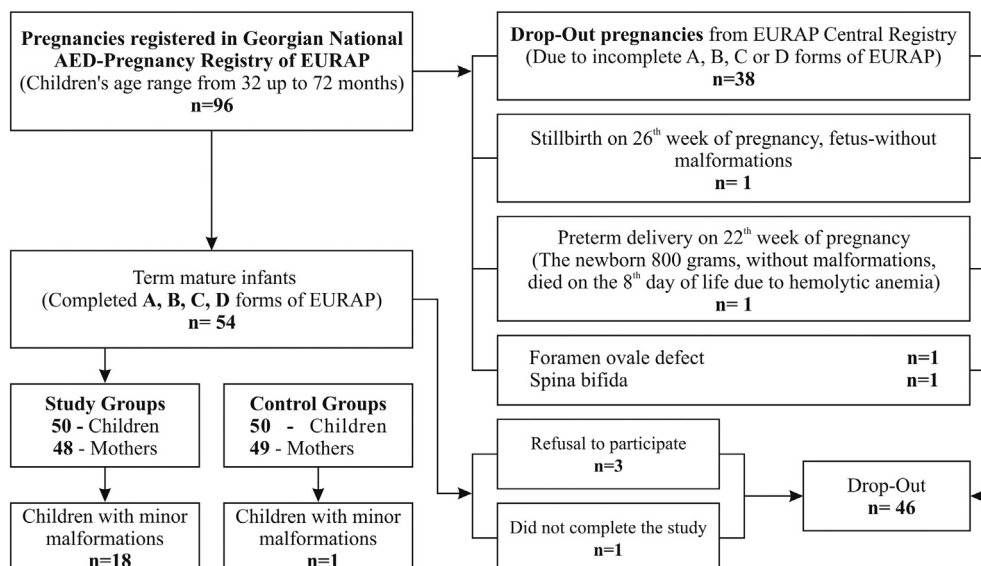 Pregnancies registered in Georgian National
AED-Pregnancy Registry of EURAP
(Children's age range from 32 up to 72 months)
n=96
Drop-Out pregnancies from EURAP Central Registry
(Due to incomplete A, B, C or D forms of EURAP)
n=38
Stillbirth on 26th week of pregnancy, fetus-without
malformations
n= 1
Preterm delivery on 22th week of pregnancy
(The newborn 800 grams, without malformations,
died on the 8th day of life due to hemolytic anemia)
n= 1
Term mature infants
(Completed A, B, C, D forms of EURAP)
n= 54
Foramen ovale defect n=1
Spina bifida n=1
Study Groups
50 - Children
48 - Mothers
Control Groups
50 - Children
49 - Mothers
Refusal to participate
n=3
Drop-Out
n= 46
Children with minor
malformations
n=18
Children with minor
malformations
n=1
Did not complete the study
n=1